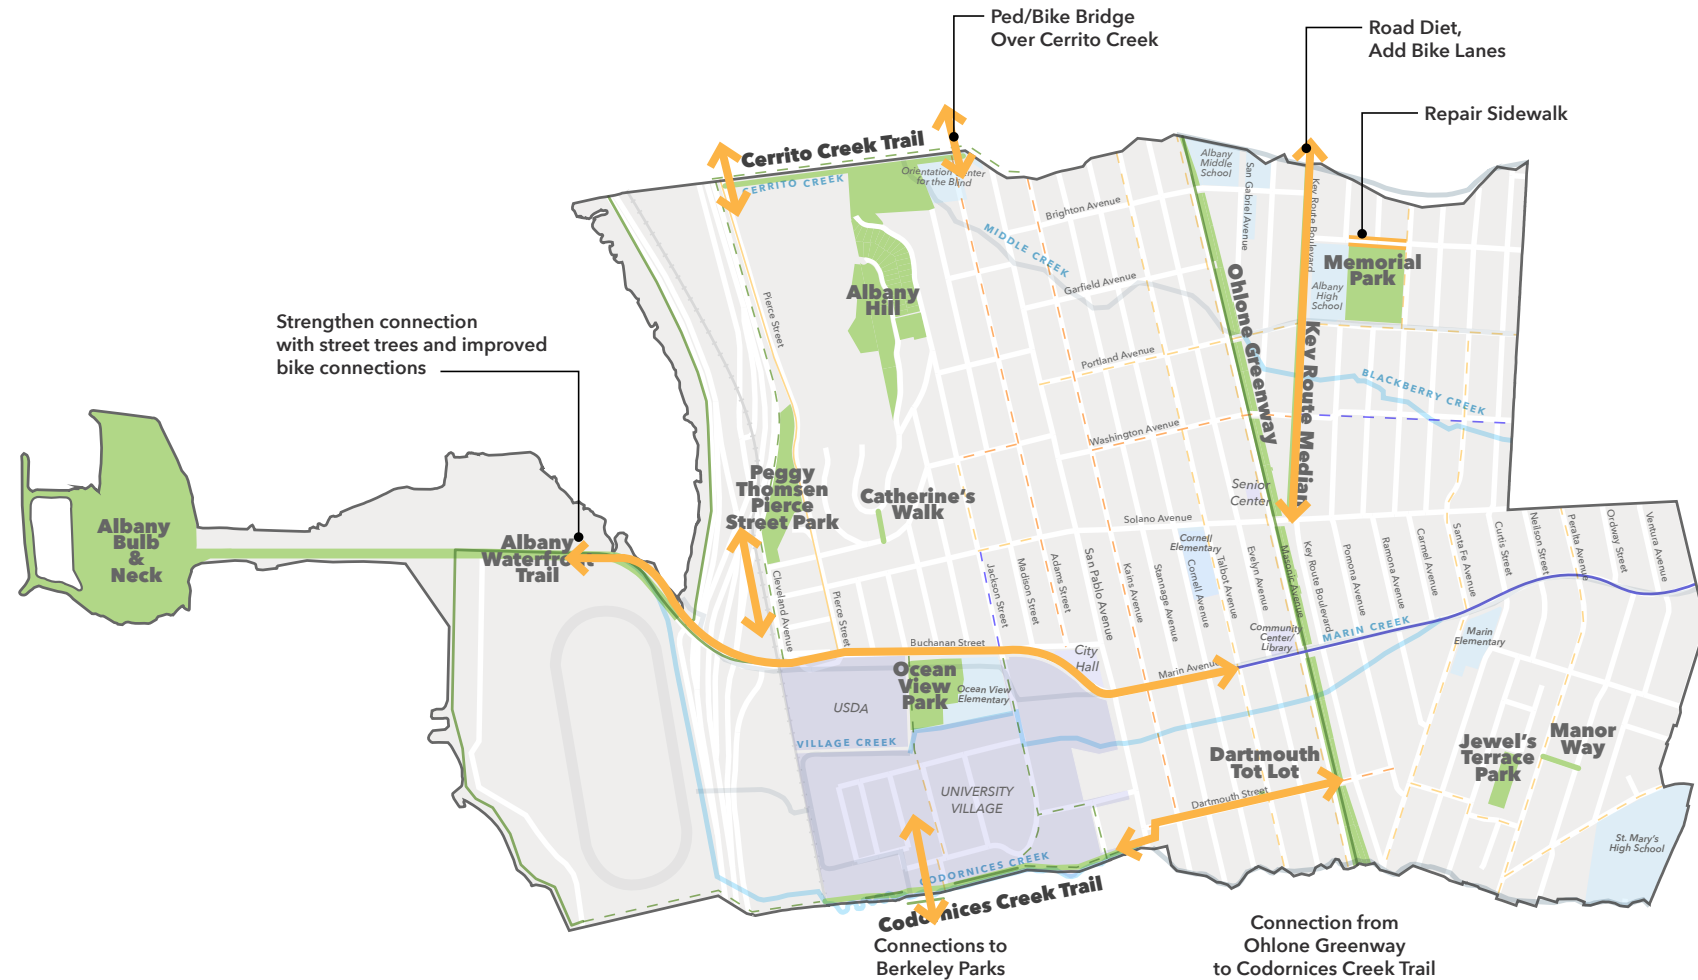 Ped/Bike Bridge
Over Cerrito Creek
Road Diet,
Add Bike Lanes
Repair Sidewalk
Cerrito Creek Trail
CERRITO CREEK
Orientation Center
for the Blind
Albany
Middle
School
San Gabriel Avenue
Key Route Boulevard
Brighton Avenue
MIDDLE CREEK
Garfield Avenue
Memorial
Park
Albany
High
School
Ohlone Greenway
Key Route Median
Albany
Hill
Pierce Street
Strengthen connection
with street trees and improved
bike connections
Portland Avenue
BLACKBERRY CREEK
Washington Avenue
Peggy
Thomsen
Pierce
Street Park
Catherine's
Walk
Senior
Center
Solano Avenue
Albany
Bulb
&
Neck
Albany
Waterfront
Trail
Cleveland Avenue
Pierce Street
Jackson Street
Madison Street
Adams Street
San Pablo Avenue
Kains Avenue
Stannage Avenue
Cornell
Elementary
Cornell Avenue
Talbot Avenue
Evelyn Avenue
Masonic Avenue
Key Route Boulevard
Pomona Avenue
Ramona Avenue
Carmel Avenue
Santa Fe Avenue
Curtis Street
Neilson Street
Peralta Avenue
Ordway Street
Ventura Avenue
Community
Center/
Library
MARIN CREEK
Marin
Elementary
Buchanan Street
City
Hall
Marin Avenue
Ocean
View
Park
Ocean View
Elementary
USDA
VILLAGE CREEK
UNIVERSITY
VILLAGE
Dartmouth
Tot Lot
Dartmouth Street
Jewel's
Terrace
Park
Manor
Way
St. Mary's
High School
CODORNICES CREEK
Codornices Creek Trail
Connections to
Berkeley Parks
Connection from
Ohlone Greenway
to Codornices Creek Trail